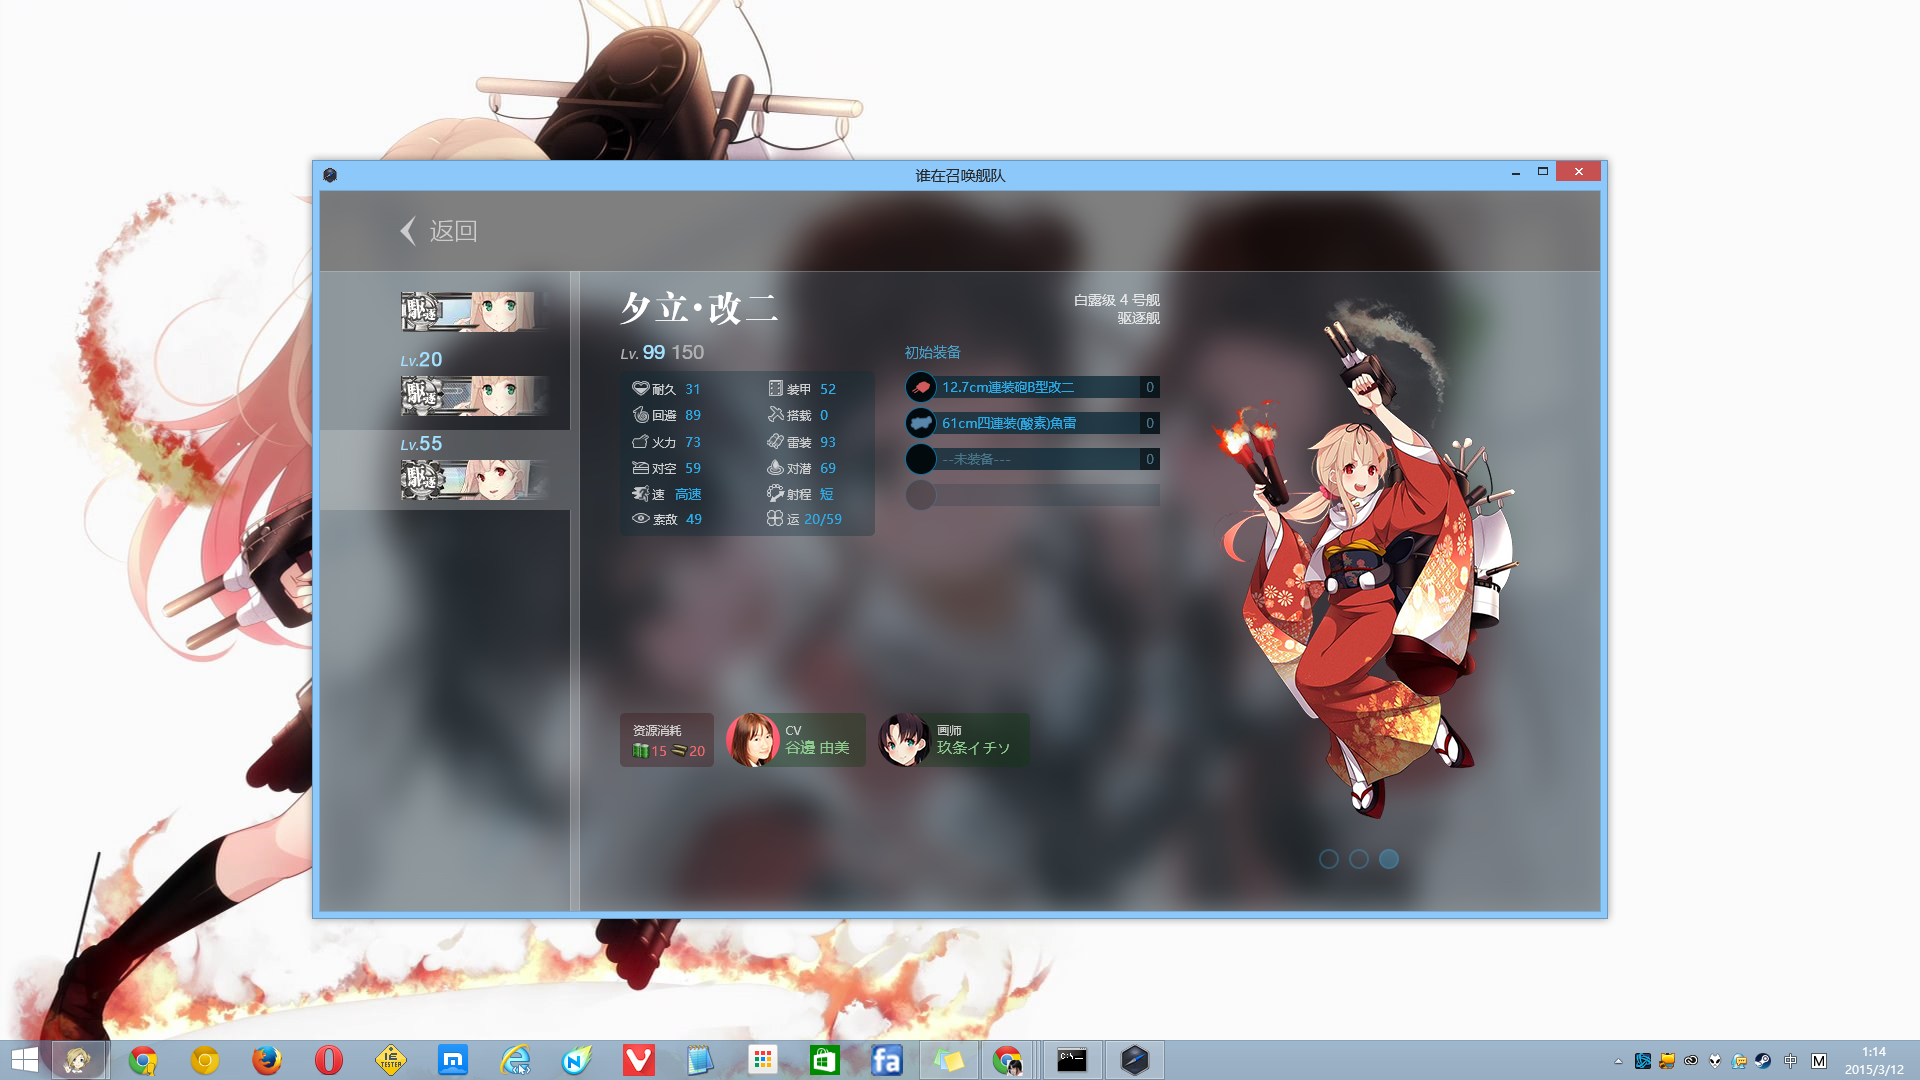 谁在召唤舰队
返回
駆逐
Lv.20
駆逐
Lv.55
駆逐
夕立·改二
白露级 4 号舰
驱逐舰
Lv. 99 150
耐久 31 装甲 52
回避 89 搭载 0
火力 73 雷装 93
对空 59 对潜 69
速 高速 射程 短
索敌 49 运 20/59
初始装备
12.7cm連装砲B型改二 0
61cm四連装(酸素)魚雷 0
--未装备--- 0
资源消耗
15 20
CV
谷邊 由美
画师
玖条イチソ
IE
TESTER
fa
C:\
中
M
1:14
2015/3/12